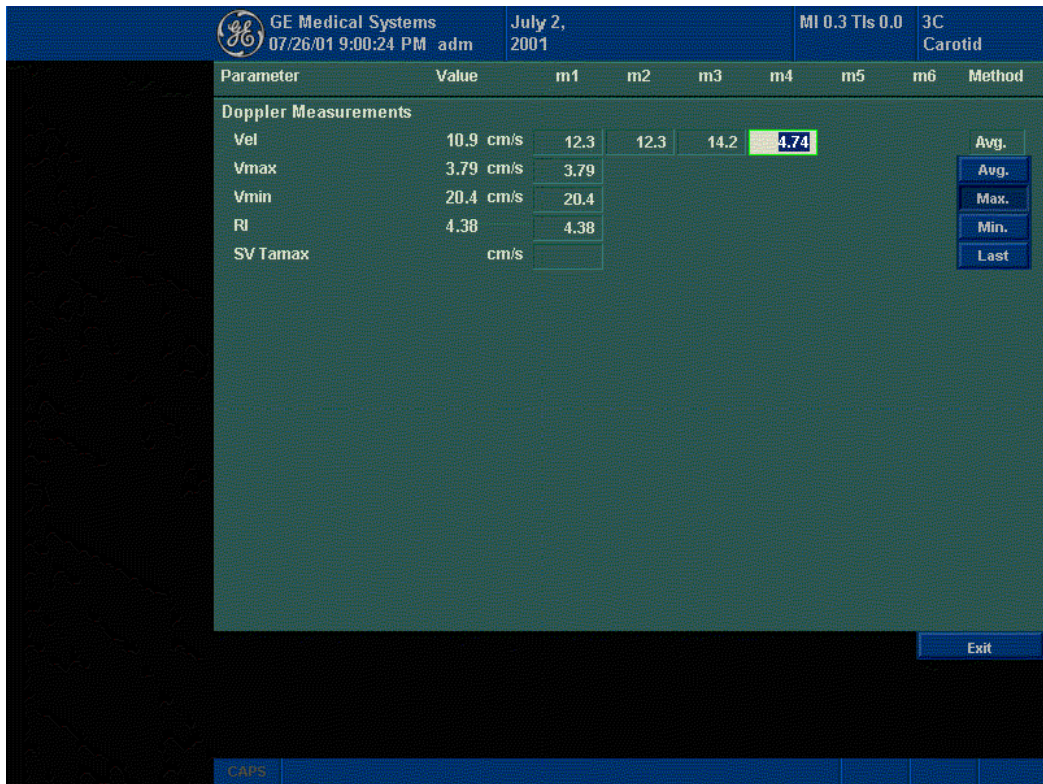 GE Medical Systems
07/26/01 9:00:24 PM adm
July 2,
2001
MI 0.3 TIs 0.0
3C
Carotid
Parameter Value m1 m2 m3 m4 m5 m6 Method
Doppler Measurements
Vel 10.9 cm/s 12.3 12.3 14.2 4.74 Avg.
Vmax 3.79 cm/s 3.79 Avg.
Vmin 20.4 cm/s 20.4 Max.
RI 4.38 4.38 Min.
SV Tamax cm/s Last
Exit
CAPS